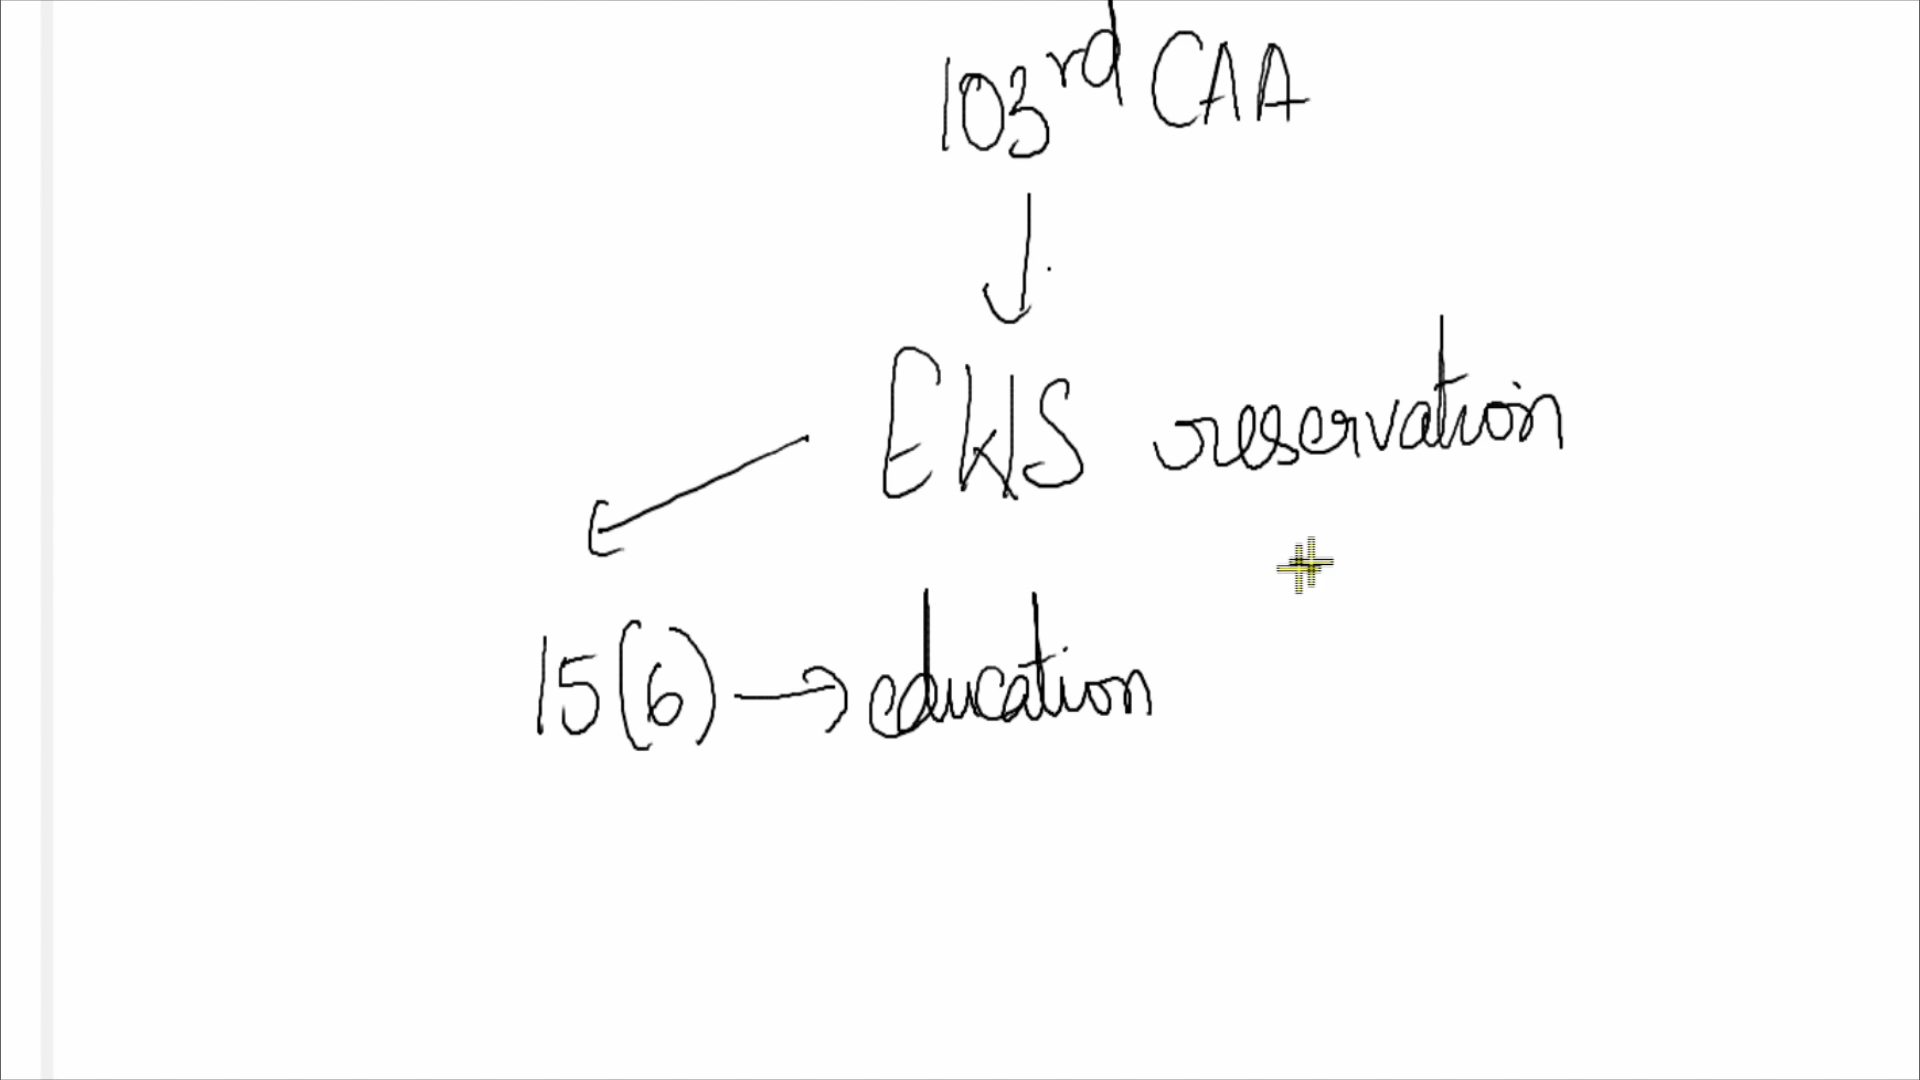 103rd CAA
EWS reservation
15(6) → education